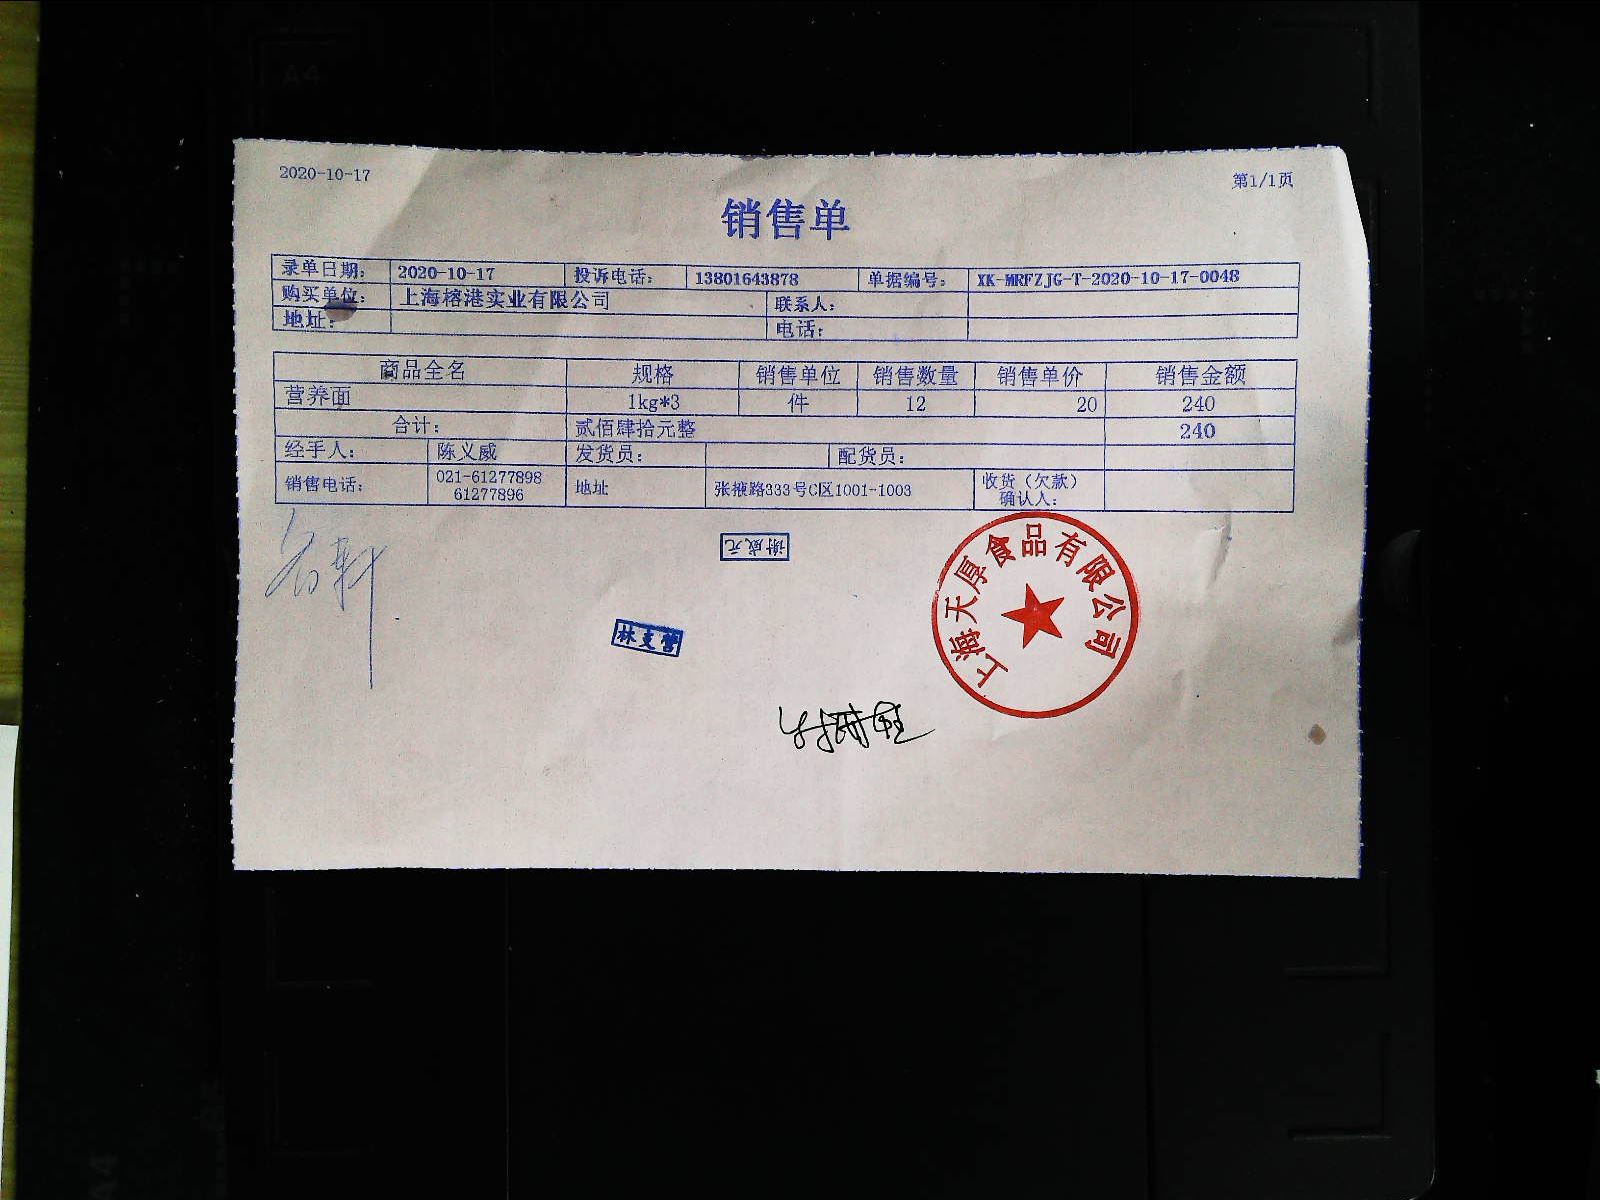 2020-10-17
第1/1页
销售单
录单日期: 2020-10-17 投诉电话: 13801643878 单据编号: XK-MRFZJG-T-2020-10-17-0048
购买单位: 上海榕港实业有限公司 联系人:
地址: 电话:
商品全名 规格 销售单位 销售数量 销售单价 销售金额
营养面 1kg*3 件 12 20 240
合计: 贰佰肆拾元整 240
经手人: 陈义威 发货员: 配货员:
销售电话: 021-61277898 61277896 地址 张掖路333号C区1001-1003 收货（欠款）确认人:
谢威元
林支营
上海天厚食品有限公司